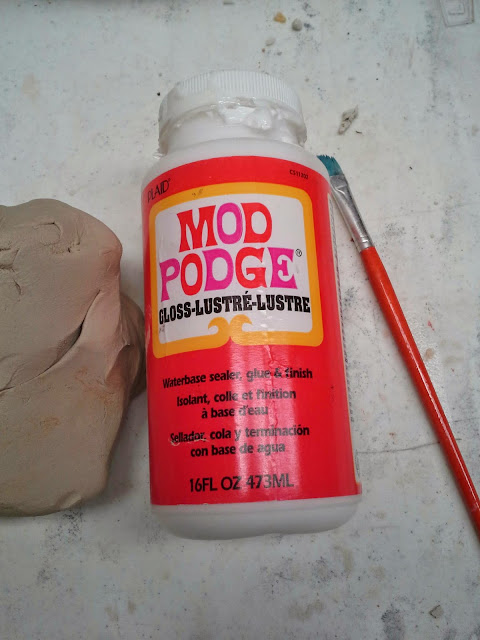 PLAID®
MOD
PODGE®
GLOSS-LUSTRÉ-LUSTRE
Waterbase sealer, glue & finish
Isolant, colle et finition
à base d'eau
Sellador, cola y terminación
con base de agua
16FL OZ 473ML